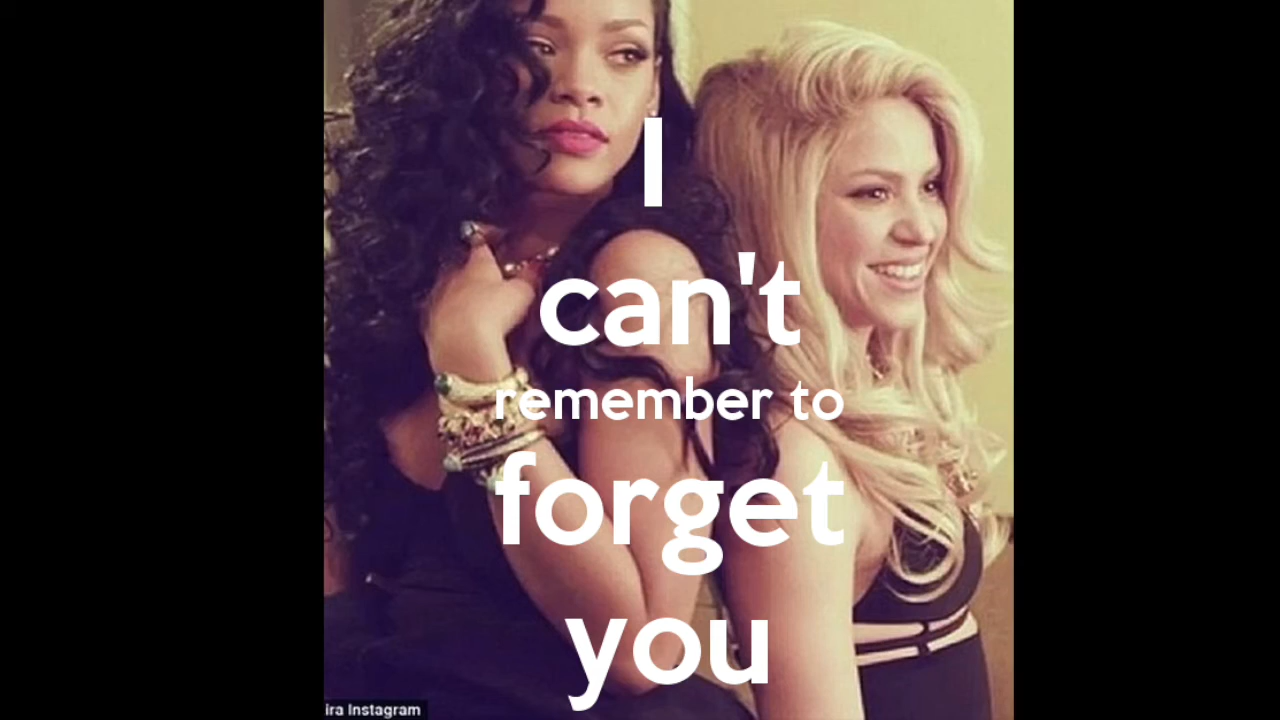 I
can't
remember to
forget
you
ira Instagram